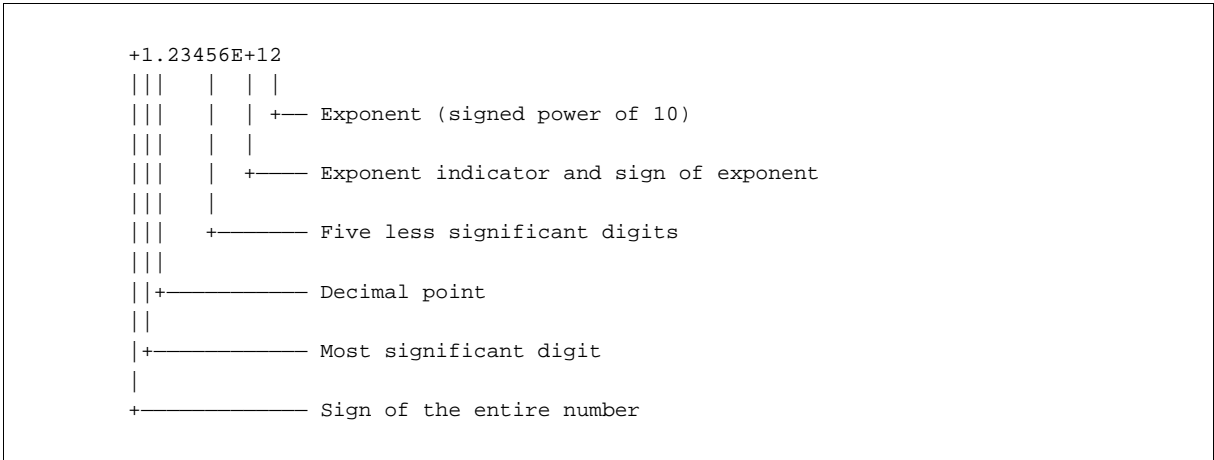 +1.23456E+12
||| | | |
||| | | +–– Exponent (signed power of 10)
||| | |
||| | +–––– Exponent indicator and sign of exponent
||| |
||| +––––––– Five less significant digits
|||
||+––––––––––– Decimal point
||
|+–––––––––––– Most significant digit
|
+––––––––––––– Sign of the entire number